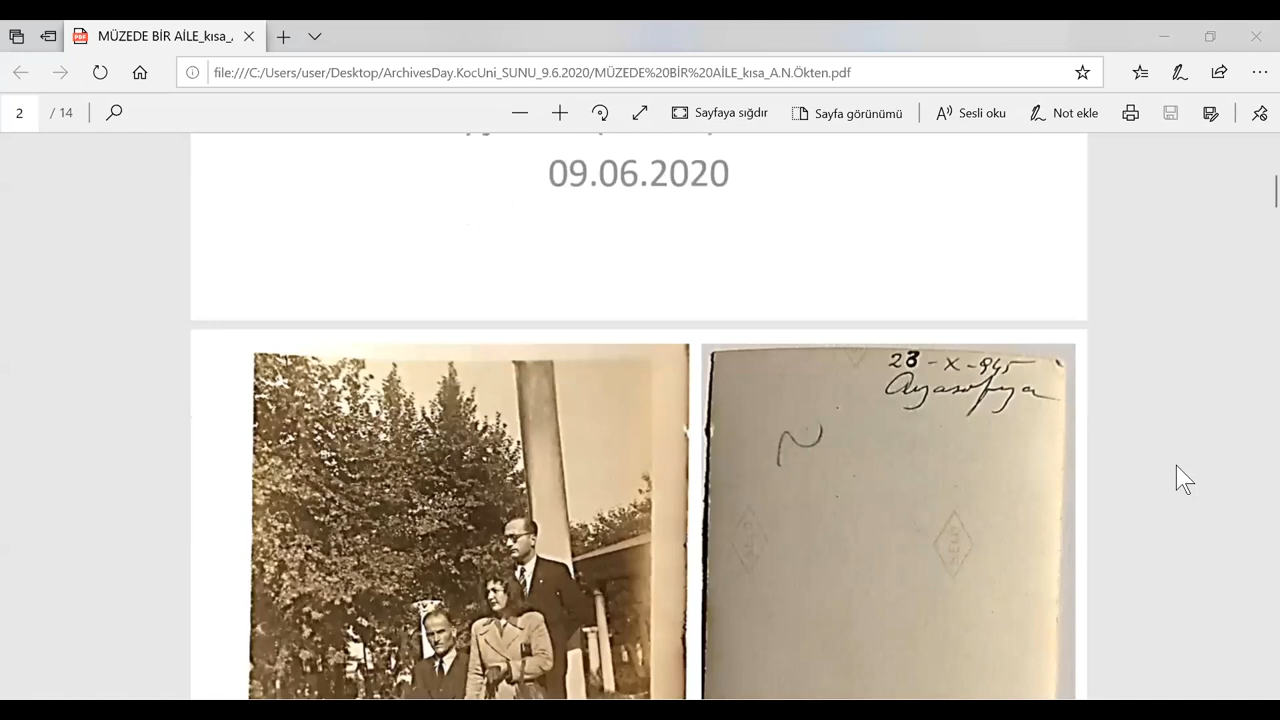 MÜZEDE BİR AİLE_kısa_
file:///C:/Users/user/Desktop/ArchivesDay.KocUni_SUNU_9.6.2020/MÜZEDE%20BİR%20AİLE_kısa_A.N.Ökten.pdf
2 / 14
Sayfaya sığdır
Sayfa görünümü
Sesli oku
Not ekle
09.06.2020
23-X-945
Ayasofya